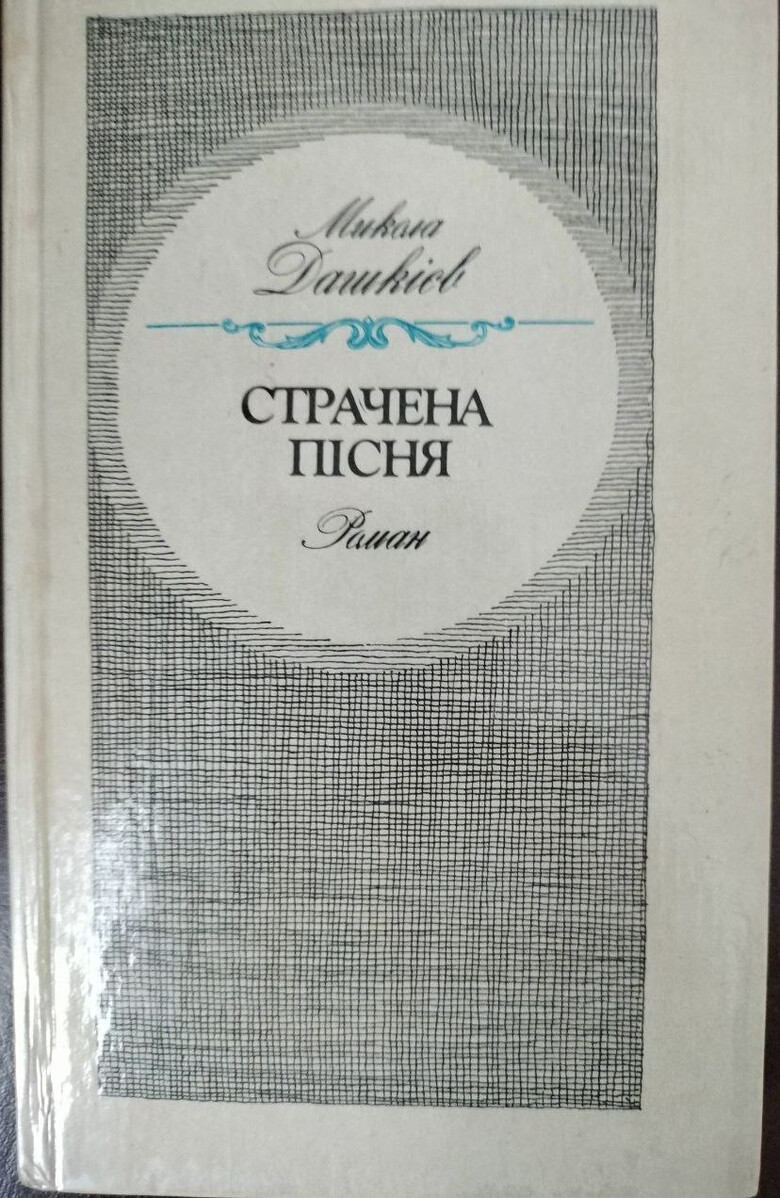 Микола
Дашкієв
СТРАЧЕНА
ПІСНЯ
Роман